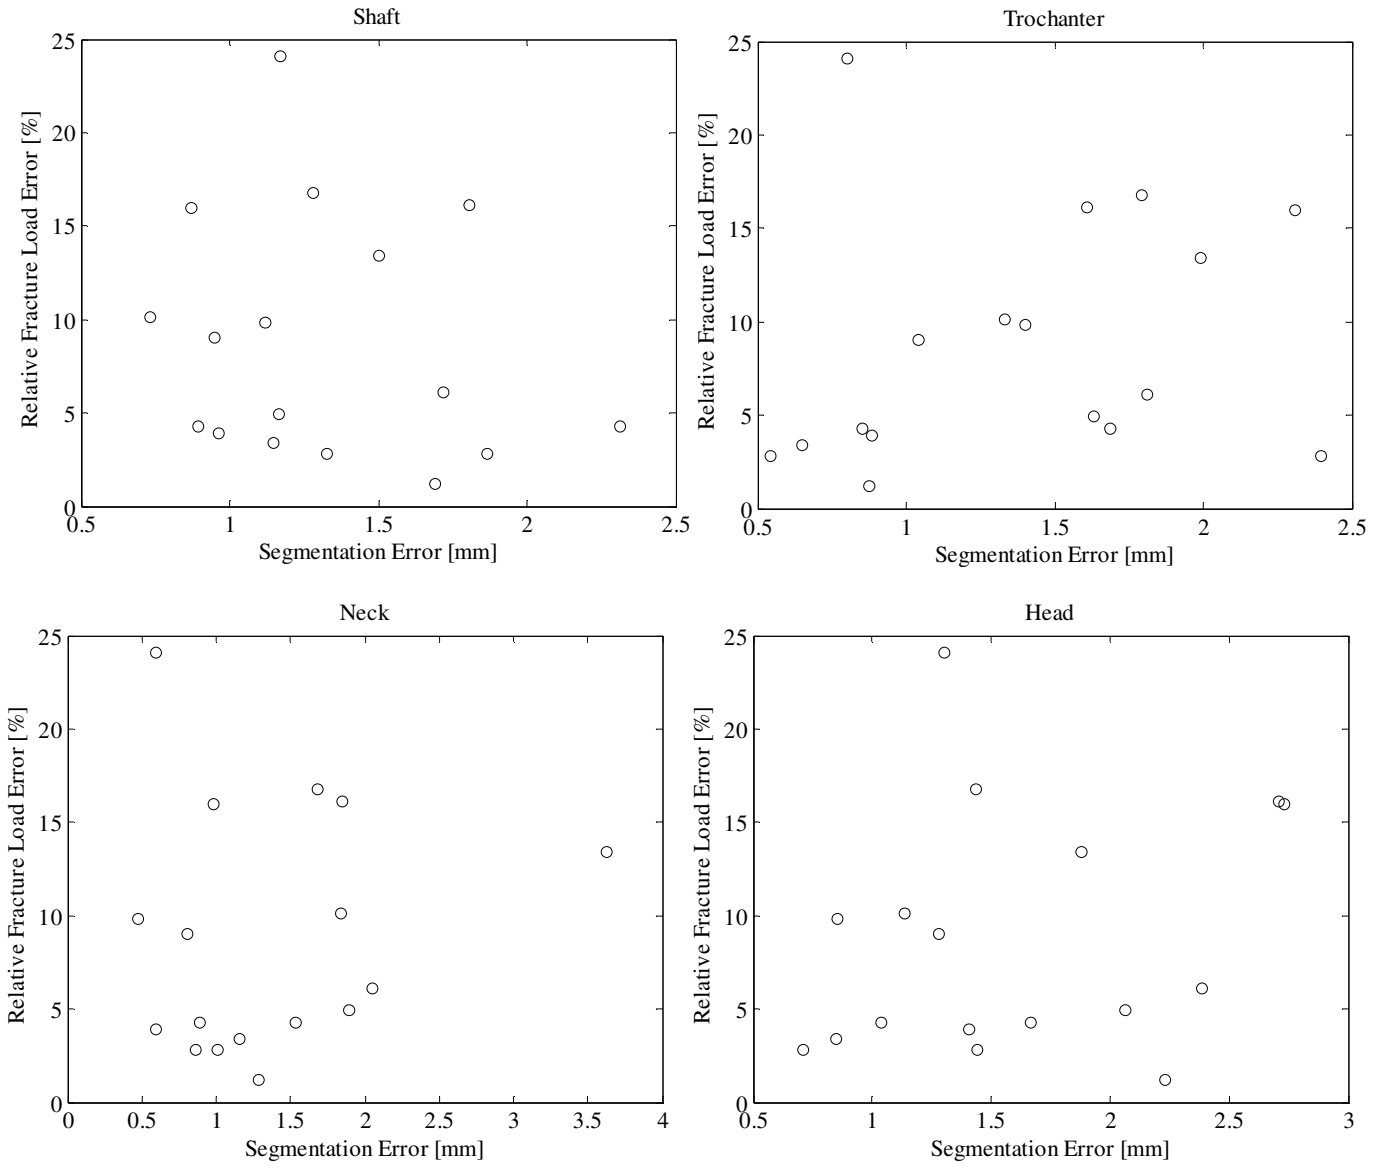 Shaft
Relative Fracture Load Error [%]
25
20
15
10
5
0
0.5 1 1.5 2 2.5
Segmentation Error [mm]
Trochanter
Relative Fracture Load Error [%]
25
20
15
10
5
0
0.5 1 1.5 2 2.5
Segmentation Error [mm]
Neck
Relative Fracture Load Error [%]
25
20
15
10
5
0
0 0.5 1 1.5 2 2.5 3 3.5 4
Segmentation Error [mm]
Head
Relative Fracture Load Error [%]
25
20
15
10
5
0
0.5 1 1.5 2 2.5 3
Segmentation Error [mm]